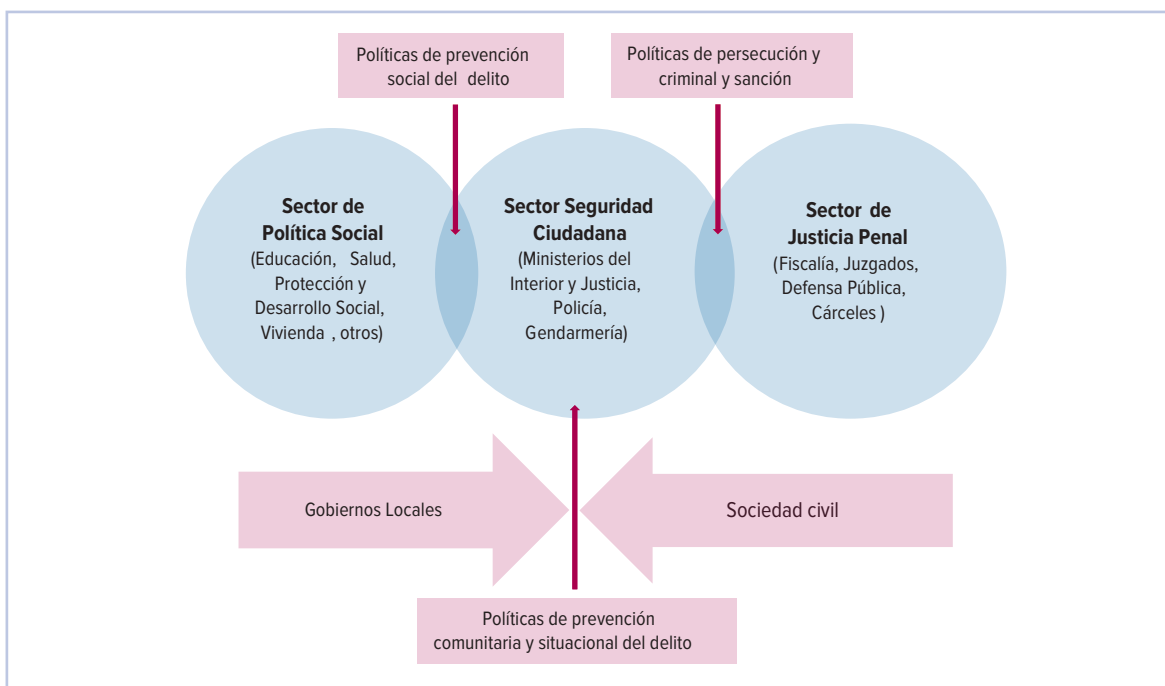 Políticas de prevención
social del delito
Políticas de persecución y
criminal y sanción
Sector de
Política Social
(Educación, Salud,
Protección y
Desarrollo Social,
Vivienda , otros)
Sector Seguridad
Ciudadana
(Ministerios del
Interior y Justicia,
Policía,
Gendarmería)
Sector de
Justicia Penal
(Fiscalía, Juzgados,
Defensa Pública,
Cárceles )
Gobiernos Locales
Sociedad civil
Políticas de prevención
comunitaria y situacional del delito